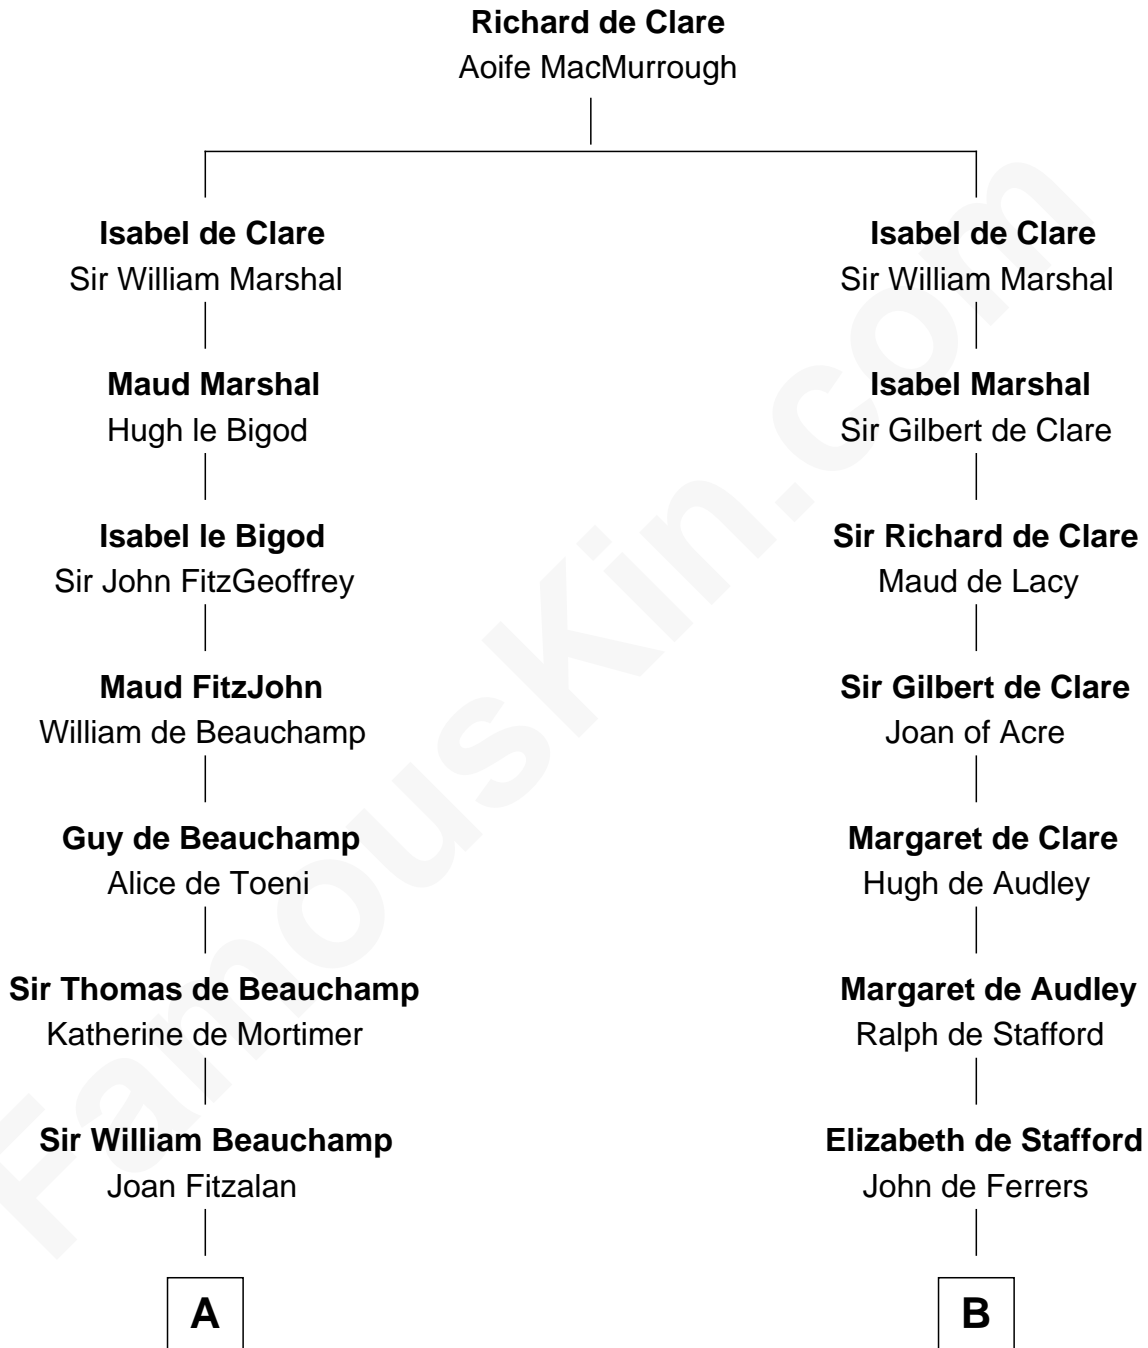 Richard de Clare
Aoife MacMurrough
Isabel de Clare
Sir William Marshal
Maud Marshal
Hugh le Bigod
Isabel le Bigod
Sir John FitzGeoffrey
Maud FitzJohn
William de Beauchamp
Guy de Beauchamp
Alice de Toeni
Sir Thomas de Beauchamp
Katherine de Mortimer
Sir William Beauchamp
Joan Fitzalan
A
Isabel de Clare
Sir William Marshal
Isabel Marshal
Sir Gilbert de Clare
Sir Richard de Clare
Maud de Lacy
Sir Gilbert de Clare
Joan of Acre
Margaret de Clare
Hugh de Audley
Margaret de Audley
Ralph de Stafford
Elizabeth de Stafford
John de Ferrers
B
FamousKin.com